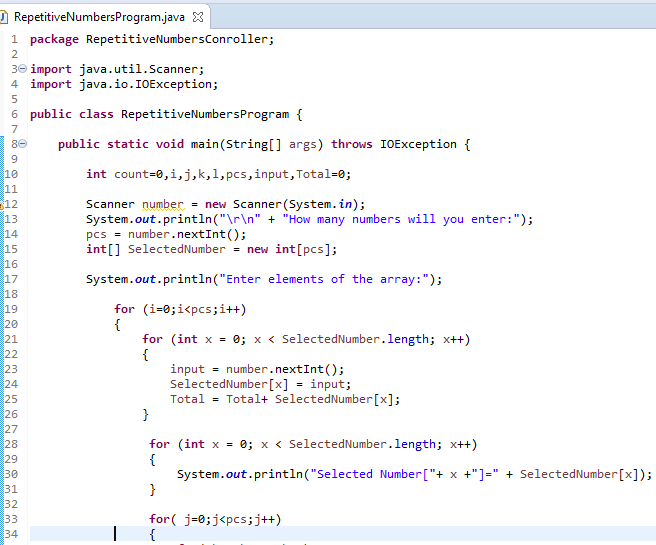 RepetitiveNumbersProgram.java
1 package RepetitiveNumbersConroller;
2
3 import java.util.Scanner;
4 import java.io.IOException;
5
6 public class RepetitiveNumbersProgram {
7
8 public static void main(String[] args) throws IOException {
9
10 int count=0,i,j,k,l,pcs,input,Total=0;
11
12 Scanner number = new Scanner(System.in);
13 System.out.println("\r\n" + "How many numbers will you enter:");
14 pcs = number.nextInt();
15 int[] SelectedNumber = new int[pcs];
16
17 System.out.println("Enter elements of the array:");
18
19 for (i=0;i<pcs;i++)
20 {
21 for (int x = 0; x < SelectedNumber.length; x++)
22 {
23 input = number.nextInt();
24 SelectedNumber[x] = input;
25 Total = Total+ SelectedNumber[x];
26 }
27
28 for (int x = 0; x < SelectedNumber.length; x++)
29 {
30 System.out.println("Selected Number["+ x +"]=" + SelectedNumber[x]);
31 }
32
33 for( j=0;j<pcs;j++)
34 {